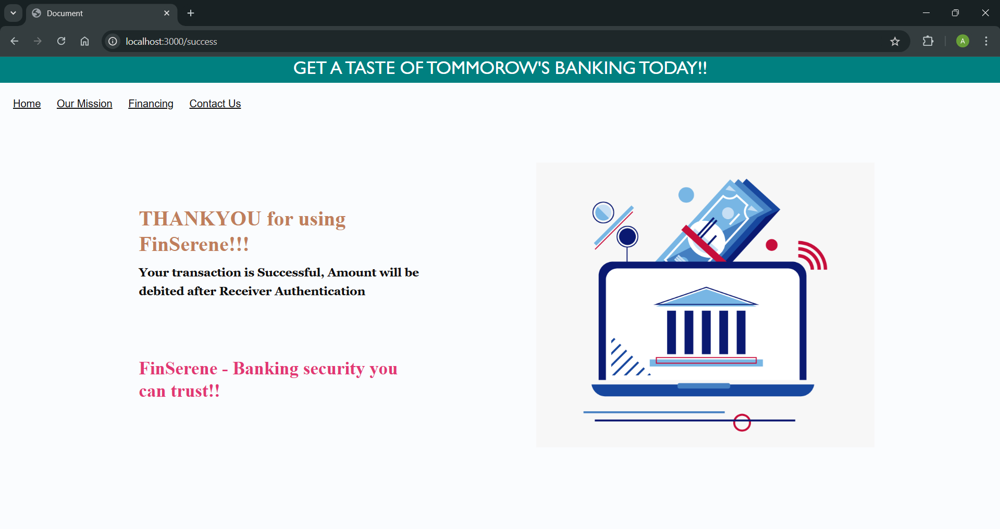 Document
localhost:3000/success
A
GET A TASTE OF TOMMOROW'S BANKING TODAY!!
Home Our Mission Financing Contact Us
THANKYOU for using
FinSerene!!!
Your transaction is Successful, Amount will be
debited after Receiver Authentication
FinSerene - Banking security you
can trust!!